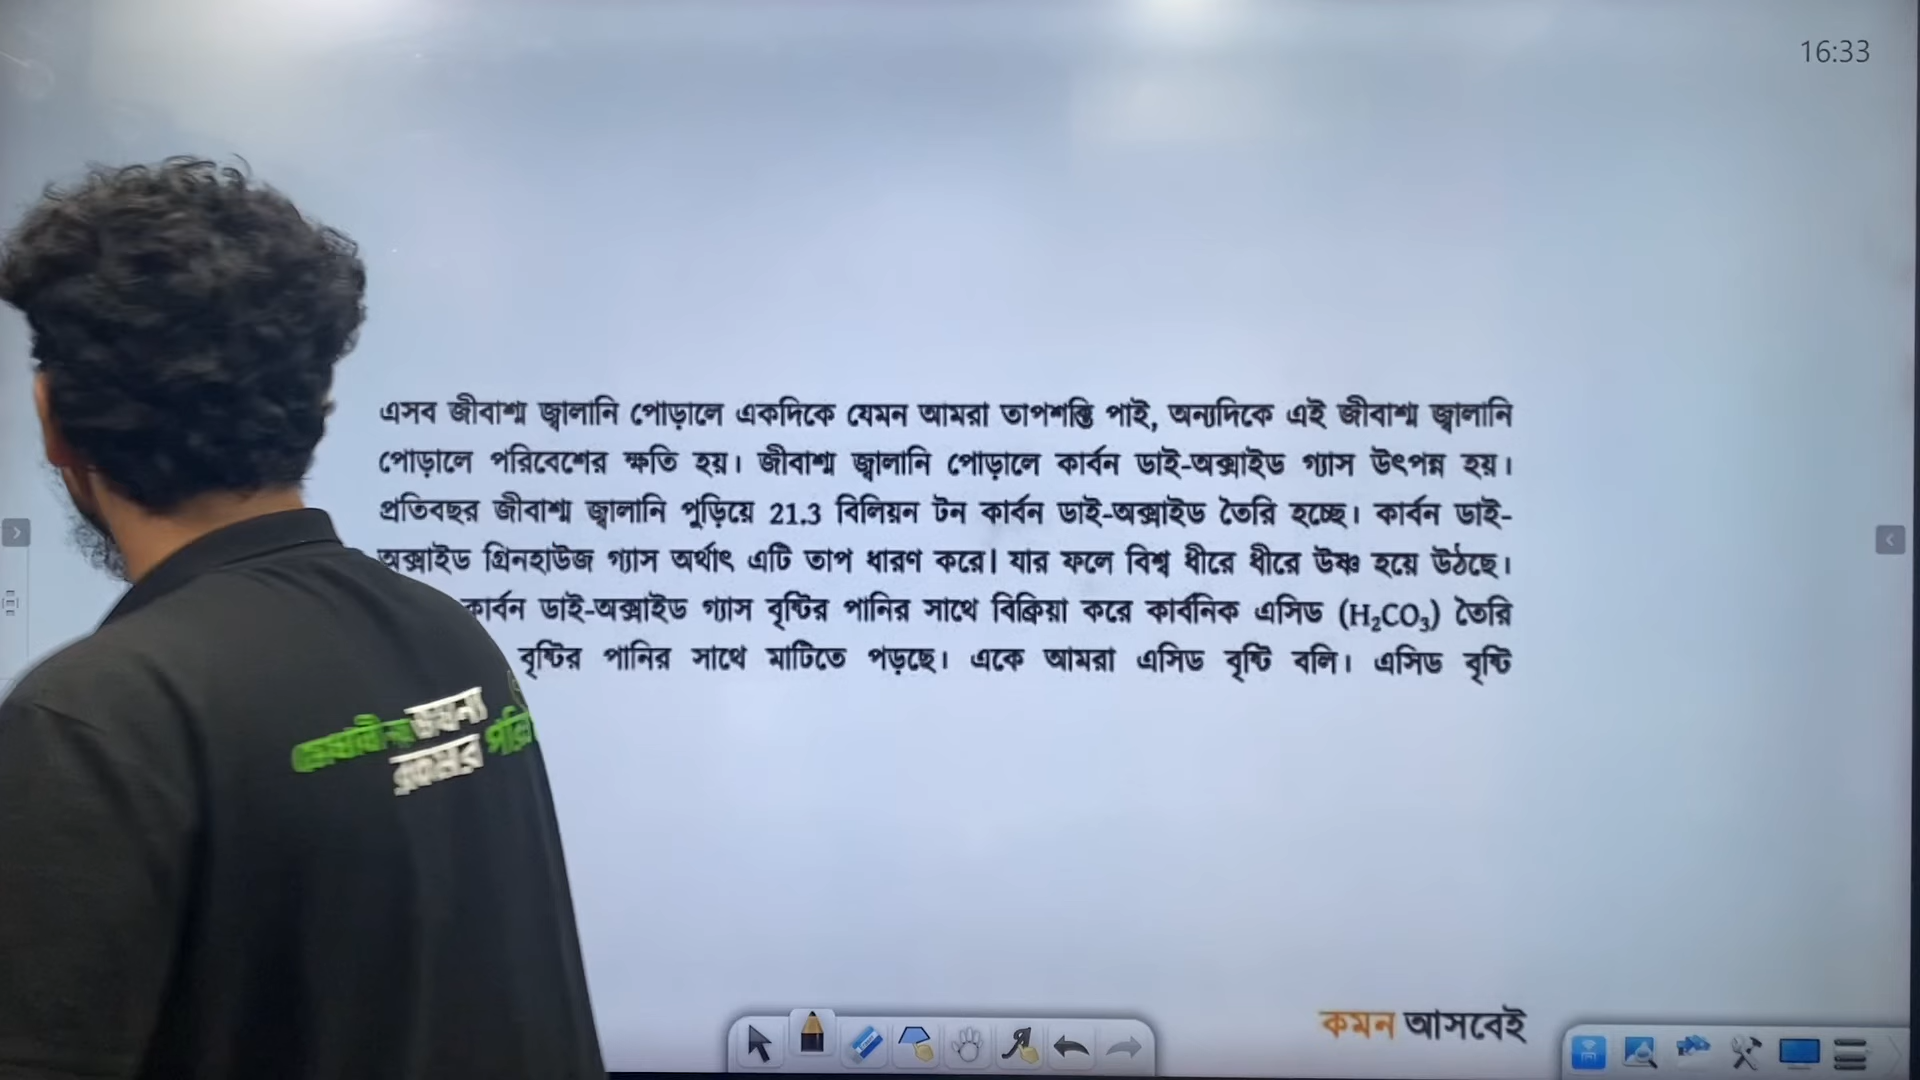 16:33
এসব জীবাশ্ম জ্বালানি পোড়ালে একদিকে যেমন আমরা তাপশক্তি পাই, অন্যদিকে এই জীবাশ্ম জ্বালানি
পোড়ালে পরিবেশের ক্ষতি হয়। জীবাশ্ম জ্বালানি পোড়ালে কার্বন ডাই-অক্সাইড গ্যাস উৎপন্ন হয়।
প্রতিবছর জীবাশ্ম জ্বালানি পুড়িয়ে 21.3 বিলিয়ন টন কার্বন ডাই-অক্সাইড তৈরি হচ্ছে। কার্বন ডাই-
অক্সাইড গ্রিনহাউজ গ্যাস অর্থাৎ এটি তাপ ধারণ করে। যার ফলে বিশ্ব ধীরে ধীরে উষ্ণ হয়ে উঠছে।
কার্বন ডাই-অক্সাইড গ্যাস বৃষ্টির পানির সাথে বিক্রিয়া করে কার্বনিক এসিড (H₂CO₃) তৈরি
বৃষ্টির পানির সাথে মাটিতে পড়ছে। একে আমরা এসিড বৃষ্টি বলি। এসিড বৃষ্টি
কমন আসবেই